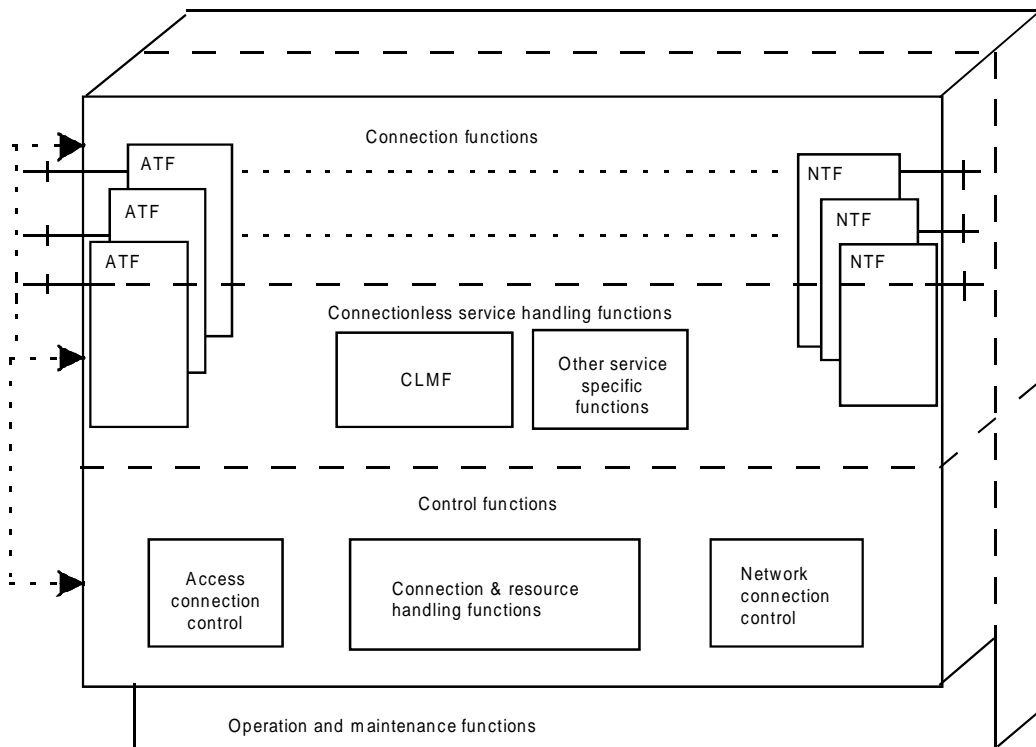 Connection functions
ATF
NTF
ATF
NTF
ATF
NTF
Connectionless service handling functions
CLMF
Other service
specific
functions
Control functions
Access
connection
control
Connection & resource
handling functions
Network
connection
control
Operation and maintenance functions